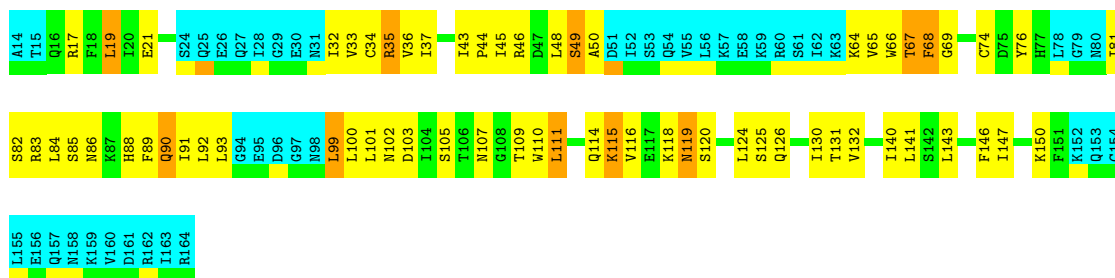 A14 T15 Q16 R17 F18 L19 I20 E21 S24 Q25 E26 Q27 I28 G29 E30 N31 I32 V33 C34 R35 V36 I37 I43 P44 I45 R46 D47 L48 S49 A50 D51 I52 S53 Q54 V55 L56 K57 E58 K59 R60 S61 I62 K63 K64 V65 W66 T67 F68 G69 C74 D75 Y76 H77 L78 G79 N80 I81
S82 R83 L84 S85 N86 K87 H88 F89 Q90 I91 L92 L93 G94 E95 D96 G97 N98 L99 L100 L101 N102 D103 I104 S105 T106 N107 G108 T109 W110 L111 Q114 K115 V116 E117 K118 N119 S120 L124 S125 Q126 I130 T131 V132 I140 L141 S142 L143 F146 I147 K150 F151 K152 Q153 G154
L155 E156 Q157 N158 K159 V160 D161 R162 I163 R164